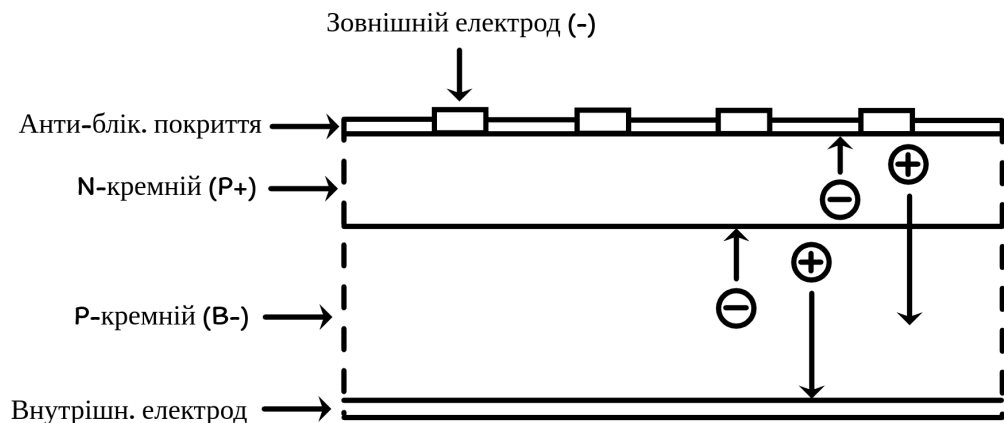 Зовнішній електрод (-)
Анти-блік. покриття
N-кремній (P+)
P-кремній (B-)
Внутрішн. електрод